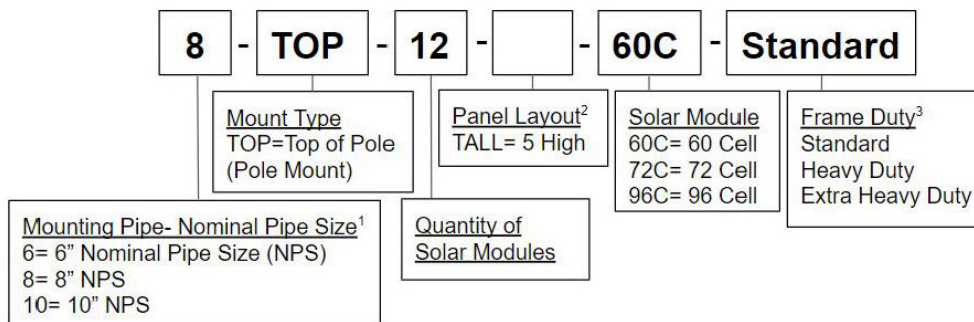 8 - TOP - 12 - - 60C - Standard
Mount Type
TOP=Top of Pole
(Pole Mount)
Panel Layout²
TALL= 5 High
Solar Module
60C= 60 Cell
72C= 72 Cell
96C= 96 Cell
Frame Duty³
Standard
Heavy Duty
Extra Heavy Duty
Mounting Pipe- Nominal Pipe Size¹
6= 6” Nominal Pipe Size (NPS)
8= 8” NPS
10= 10” NPS
Quantity of
Solar Modules